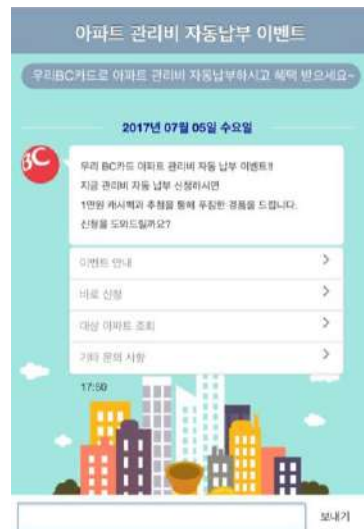 아파트 관리비 자동납부 이벤트
우리BC카드로 아파트 관리비 자동납부하시고 혜택 받으세요~
2017년 07월 05일 수요일
BC
우리 BC카드 아파트 관리비 자동 납부 이벤트!!
지금 관리비 자동 납부 신청하시면
1만원 캐시백과 추첨을 통해 푸짐한 경품을 드립니다.
신청을 도와드릴까요?
이벤트 안내
바로 신청
대상 아파트 조회
기타 문의 사항
17:50
보내기